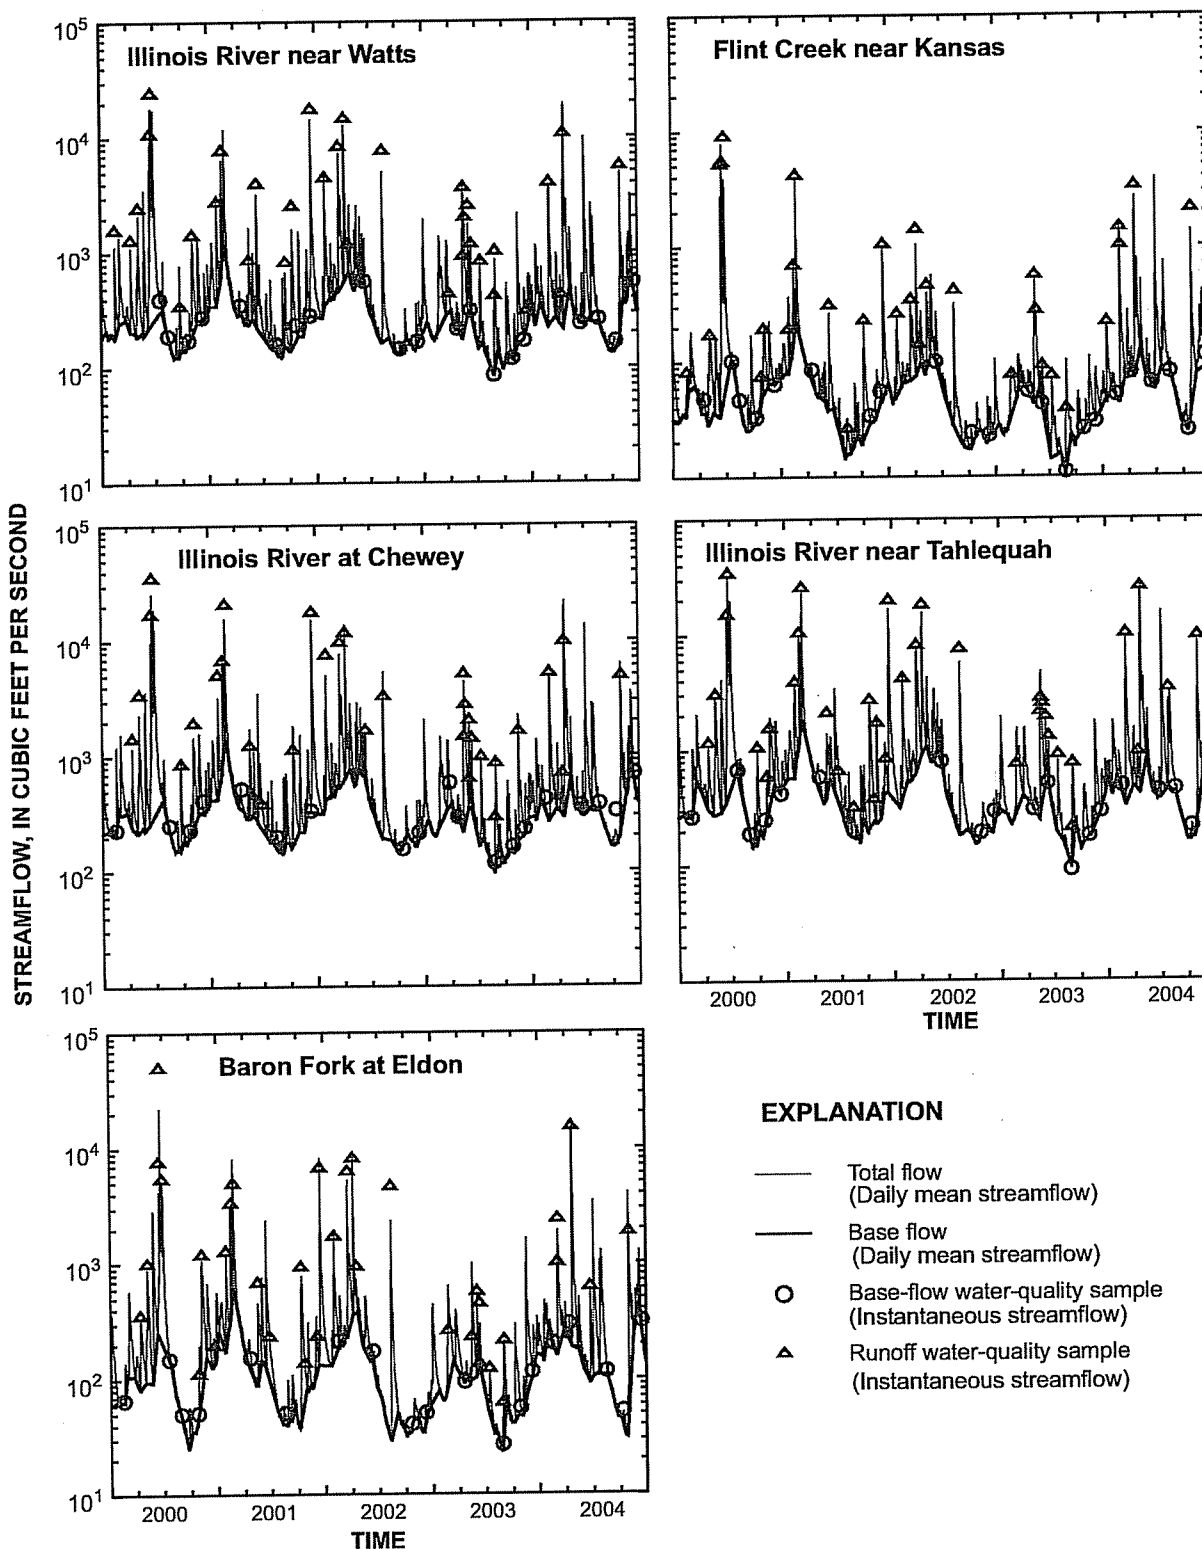 STREAMFLOW, IN CUBIC FEET PER SECOND
Illinois River near Watts
10⁵
10⁴
10³
10²
10¹
Flint Creek near Kansas
Illinois River at Chewey
10⁵
10⁴
10³
10²
10¹
Illinois River near Tahlequah
2000 2001 2002 2003 2004
TIME
Baron Fork at Eldon
10⁵
10⁴
10³
10²
10¹
2000 2001 2002 2003 2004
TIME
EXPLANATION
Total flow
(Daily mean streamflow)
Base flow
(Daily mean streamflow)
Base-flow water-quality sample
(Instantaneous streamflow)
Runoff water-quality sample
(Instantaneous streamflow)